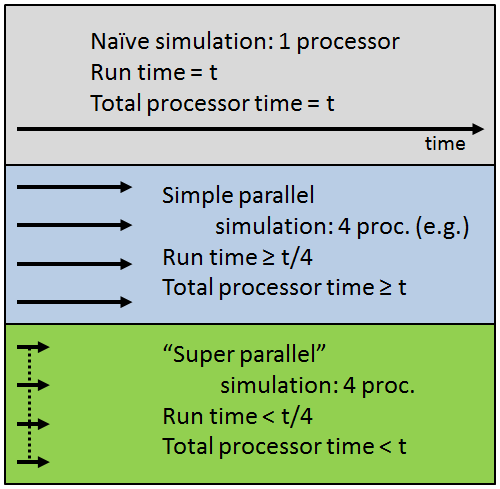 Naïve simulation: 1 processor
Run time = t
Total processor time = t
time
Simple parallel
simulation: 4 proc. (e.g.)
Run time ≥ t/4
Total processor time ≥ t
“Super parallel”
simulation: 4 proc.
Run time < t/4
Total processor time < t